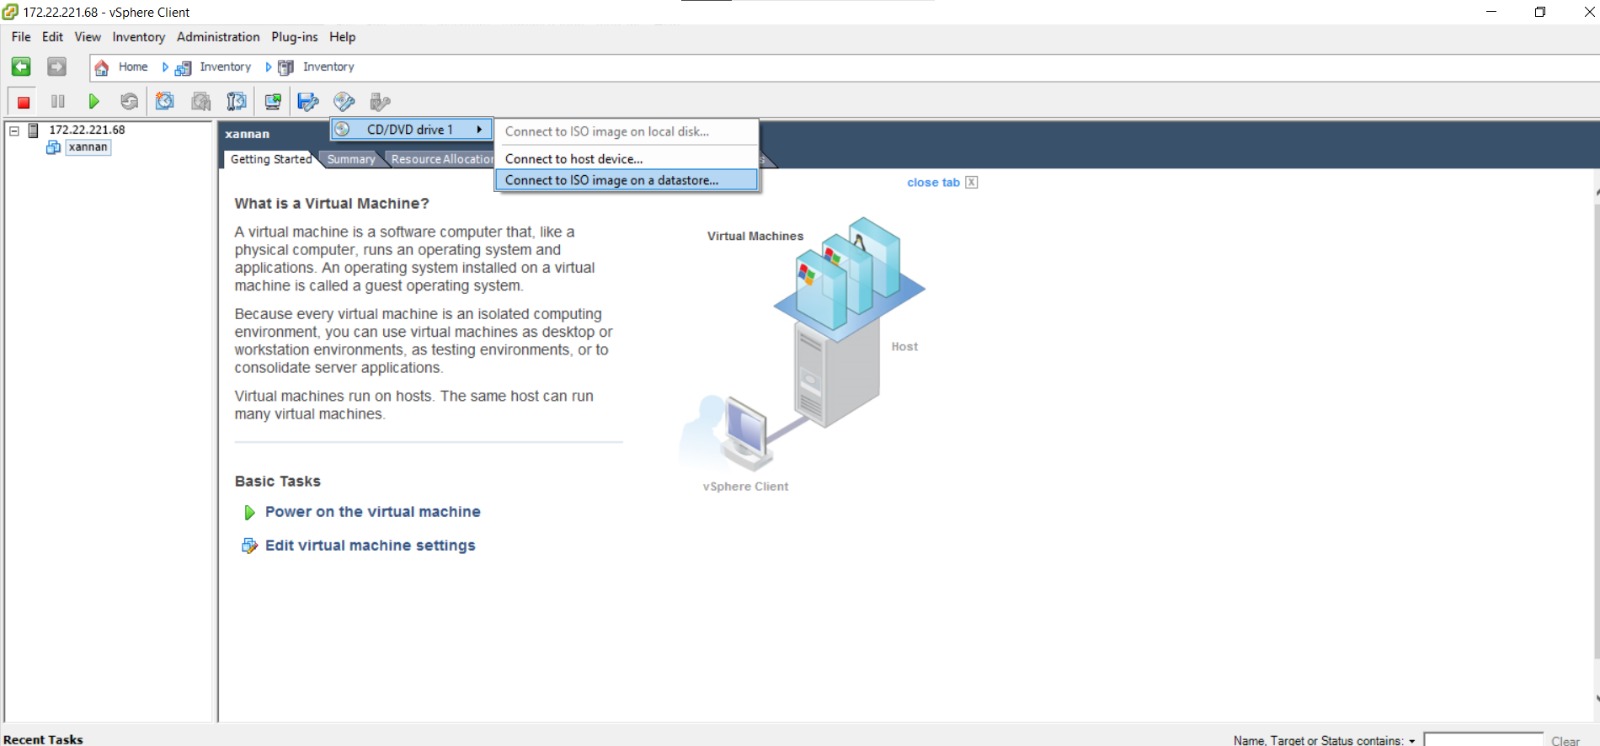 172.22.221.68 - vSphere Client
File Edit View Inventory Administration Plug-ins Help
Home Inventory Inventory
172.22.221.68
xannan
xannan
CD/DVD drive 1
Connect to ISO image on local disk...
Connect to host device...
Connect to ISO image on a datastore...
Getting Started Summary Resource Allocation
close tab X
What is a Virtual Machine?
A virtual machine is a software computer that, like a
physical computer, runs an operating system and
applications. An operating system installed on a virtual
machine is called a guest operating system.
Because every virtual machine is an isolated computing
environment, you can use virtual machines as desktop or
workstation environments, as testing environments, or to
consolidate server applications.
Virtual machines run on hosts. The same host can run
many virtual machines.
Virtual Machines
Host
vSphere Client
Basic Tasks
Power on the virtual machine
Edit virtual machine settings
Recent Tasks
Name, Target or Status contains: Clear